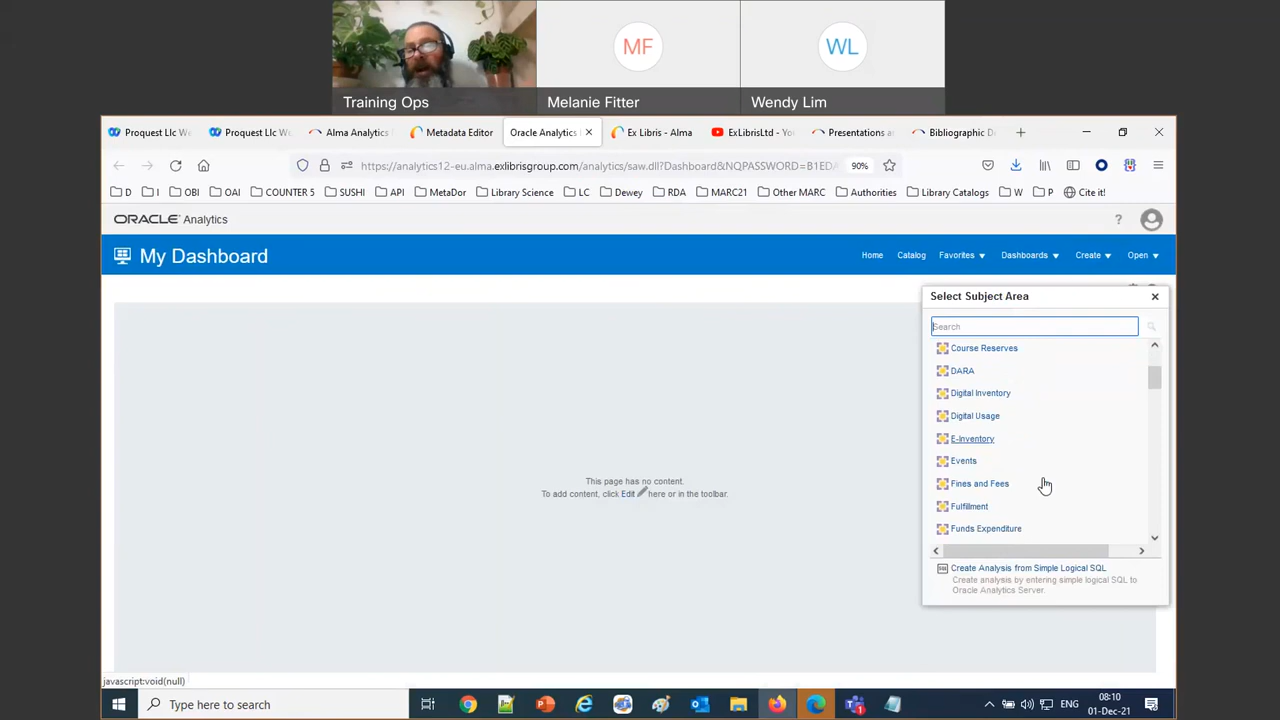 MF
WL
Training Ops
Melanie Fitter
Wendy Lim
Proquest Llc We
Proquest Llc We
Alma Analytics
Metadata Editor
Oracle Analytics
Ex Libris - Alma
ExLibrisLtd - Yo
Presentations a
Bibliographic De
https://analytics12-eu.alma.exlibrisgroup.com/analytics/saw.dll?Dashboard&NQPASSWORD=B1EDA
90%
D
I
OBI
OAI
COUNTER 5
SUSHI
API
MetaDor
Library Science
LC
Dewey
RDA
MARC21
Other MARC
Authorities
Library Catalogs
W
P
Cite it!
ORACLE Analytics
?
My Dashboard
Home
Catalog
Favorites
Dashboards
Create
Open
Select Subject Area
Search
Course Reserves
DARA
Digital Inventory
Digital Usage
E-Inventory
Events
Fines and Fees
Fulfillment
Funds Expenditure
SQL
Create Analysis from Simple Logical SQL
Create analysis by entering simple logical SQL to
Oracle Analytics Server.
This page has no content.
To add content, click Edit here or in the toolbar.
javascript:void(null)
Type here to search
ENG
08:10
01-Dec-21